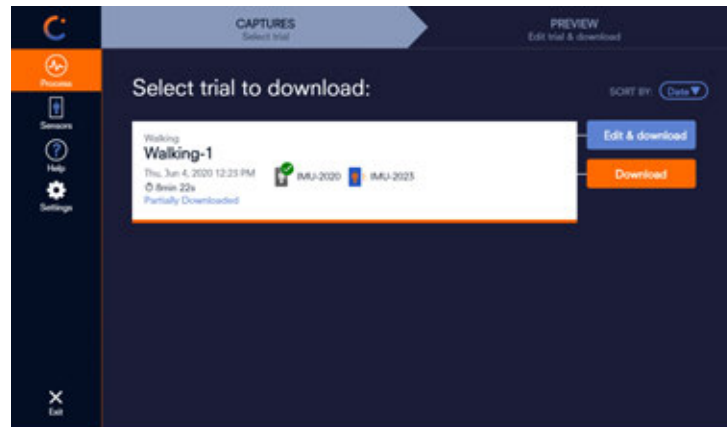 CAPTURES
Select trial
PREVIEW
Edit trial & download
Process
Sensors
Help
Settings
Exit
Select trial to download:
SORT BY: Date▼
Walking
Walking-1
Thu, Jun 4, 2020 12:23 PM
8min 22s
Partially Downloaded
IMU-2020
IMU-2023
Edit & download
Download